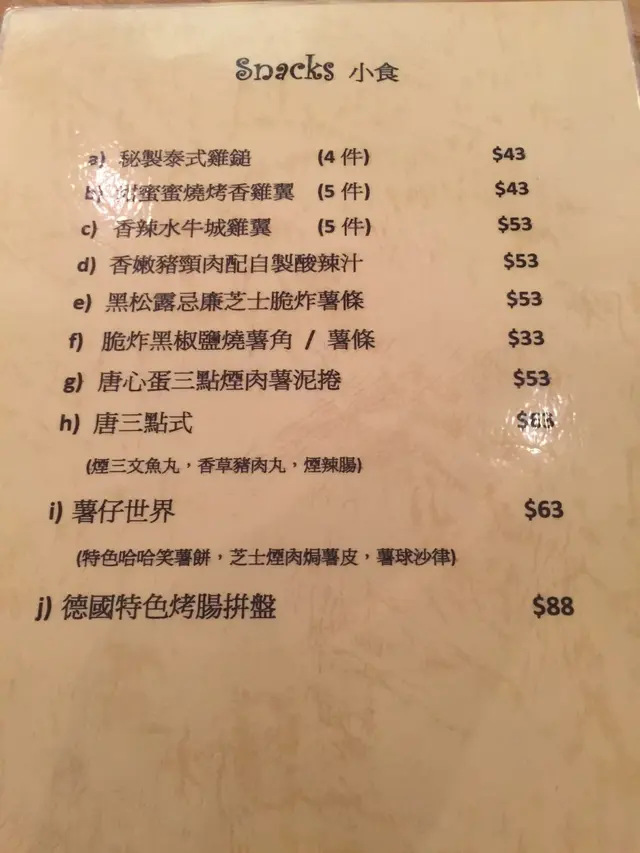 Snacks 小食
a) 秘製泰式雞鎚 (4 件) $43
b) 甜蜜蜜燒烤香雞翼 (5 件) $43
c) 香辣水牛城雞翼 (5 件) $53
d) 香嫩豬頸肉配自製酸辣汁 $53
e) 黑松露忌廉芝士脆炸薯條 $53
f) 脆炸黑椒鹽燒薯角 / 薯條 $33
g) 唐心蛋三點煙肉薯泥捲 $53
h) 唐三點式 $83
(煙三文魚丸，香草豬肉丸，煙辣腸)
i) 薯仔世界 $63
(特色哈哈笑薯餅，芝士煙肉焗薯皮，薯球沙律)
j) 德國特色烤腸拼盤 $88